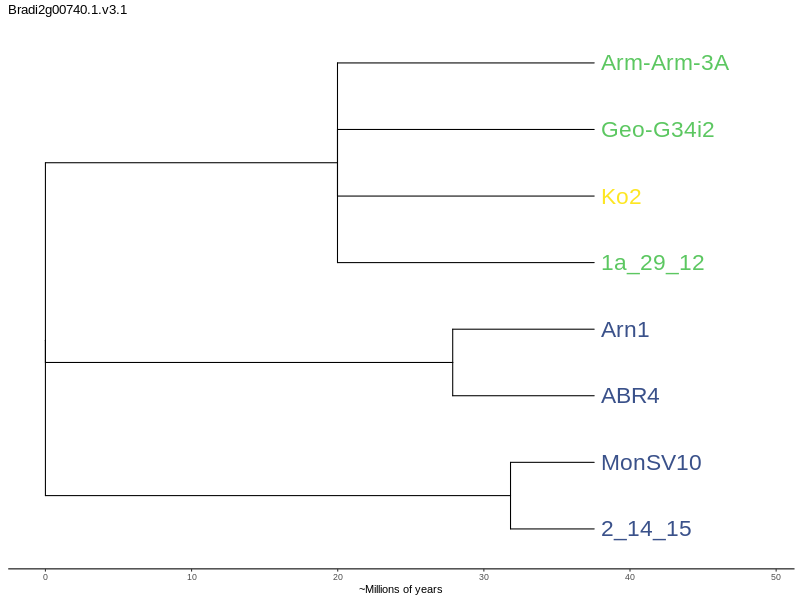 Bradi2g00740.1.v3.1
Arm-Arm-3A
Geo-G34i2
Ko2
1a_29_12
Arn1
ABR4
MonSV10
2_14_15
0 10 20 30 40 50
~Millions of years